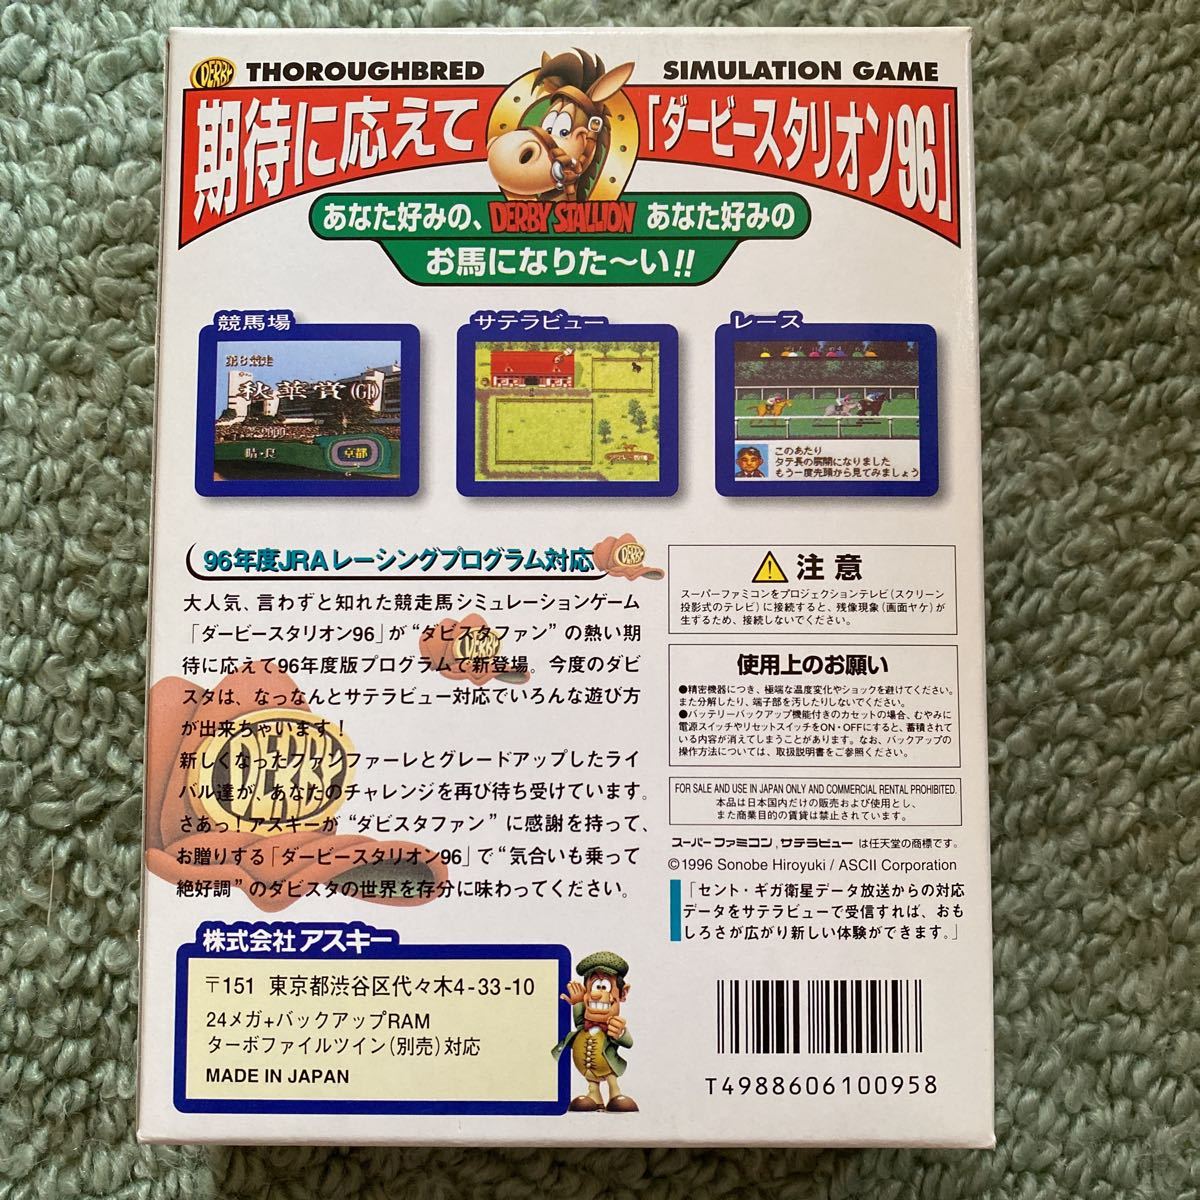 DERBY THOROUGHBRED SIMULATION GAME
期待に応えて「ダービースタリオン96」
あなた好みの、DERBY STALLION あなた好みの
お馬になりた〜い!!
競馬場
第8競走
秋華賞(GI)
晴・良
京都
サテラビュー
レース
このあたり
タテ長の展開になりました
もう一度先頭から見てみましょう
96年度JRAレーシングプログラム対応
DERBY
大人気、言わずと知れた競走馬シミュレーションゲーム
「ダービースタリオン96」が“ダビスタファン”の熱い期
待に応えて96年度版プログラムで新登場。今度のダビ
スタは、なっなんとサテラビュー対応でいろんな遊び方
が出来ちゃいます!
新しくなったファンファーレとグレードアップしたライ
バル達が、あなたのチャレンジを再び待ち受けています。
さあっ!アスキーが“ダビスタファン”に感謝を持って、
お贈りする「ダービースタリオン96」で“気合いも乗って
絶好調”のダビスタの世界を存分に味わってください。
DERBY
DERBY
注意
スーパーファミコンをプロジェクションテレビ(スクリーン
投影式のテレビ)に接続すると、残像現象(画面ヤケ)が
生ずるため、接続しないでください。
使用上のお願い
●精密機器につき、極端な温度変化やショックを避けてください。
また分解したり、端子部を汚したりしないでください。
●バッテリーバックアップ機能付きのカセットの場合、むやみに
電源スイッチやリセットスイッチをON・OFFにすると、蓄積されて
いる内容が消えてしまうことがあります。なお、バックアップの
操作方法については、取扱説明書をご参照ください。
FOR SALE AND USE IN JAPAN ONLY AND COMMERCIAL RENTAL PROHIBITED.
本品は日本国内だけの販売および使用とし、
また商業目的の賃貸は禁止されています。
スーパーファミコン,サテラビュー は任天堂の商標です。
©1996 Sonobe Hiroyuki / ASCII Corporation
「セント・ギガ衛星データ放送からの対応
データをサテラビューで受信すれば、おも
しろさが広がり新しい体験ができます。」
株式会社アスキー
〒151 東京都渋谷区代々木4-33-10
24メガ+バックアップRAM
ターボファイルツイン(別売)対応
MADE IN JAPAN
T4988606100958